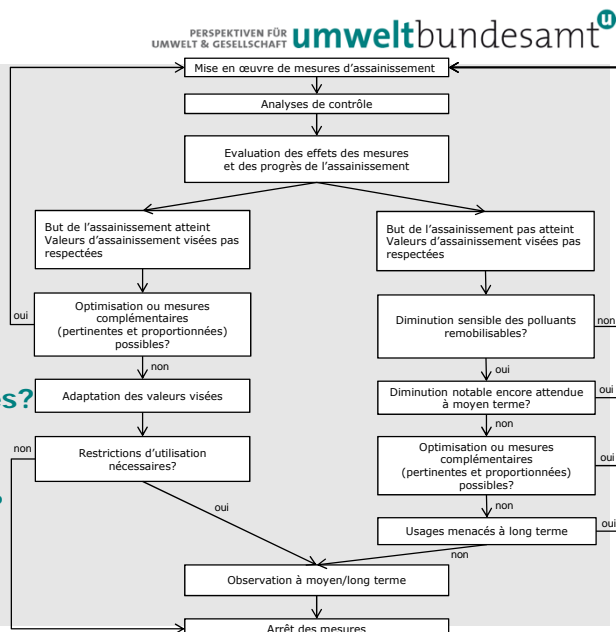 PERSPEKTIVEN FÜR
UMWELT & GESELLSCHAFT
umweltbundesamt
u
Mise en œuvre de mesures d'assainissement
Analyses de contrôle
Evaluation des effets des mesures
et des progrès de l'assainissement
But de l'assainissement atteint
Valeurs d'assainissement visées pas
respectées
But de l'assainissement pas atteint
Valeurs d'assainissement visées pas
respectées
oui
Optimisation ou mesures
complémentaires
(pertinentes et proportionnées)
possibles?
Diminution sensible des polluants
remobilisables?
non
non
oui
es?
Adaptation des valeurs visées
Diminution notable encore attendue
à moyen terme?
oui
non
non
Restrictions d'utilisation
nécessaires?
Optimisation ou mesures
complémentaires
(pertinentes et proportionnées)
possibles?
oui
oui
non
Usages menacés à long terme
oui
non
Observation à moyen/long terme
Arrêt des mesures